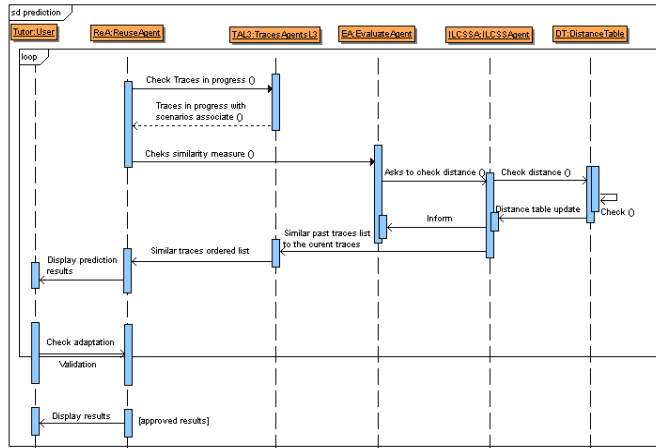 sd prediction
Tutor:User
ReA:ReuseAgent
TAL3:TracesAgentsL3
EA:EvaluateAgent
ILCSSA:ILCSSAgent
DT:DistanceTable
loop
Check Traces in progress ()
Traces in progress with
scenarios associate ()
Cheks similarity measure ()
Asks to check distance ()
Check distance ()
Check ()
Distance table update
Inform
Similar past traces list
to the curent traces
Similar traces ordered list
Display prediction
results
Check adaptation
Validation
Display results
[approved results]